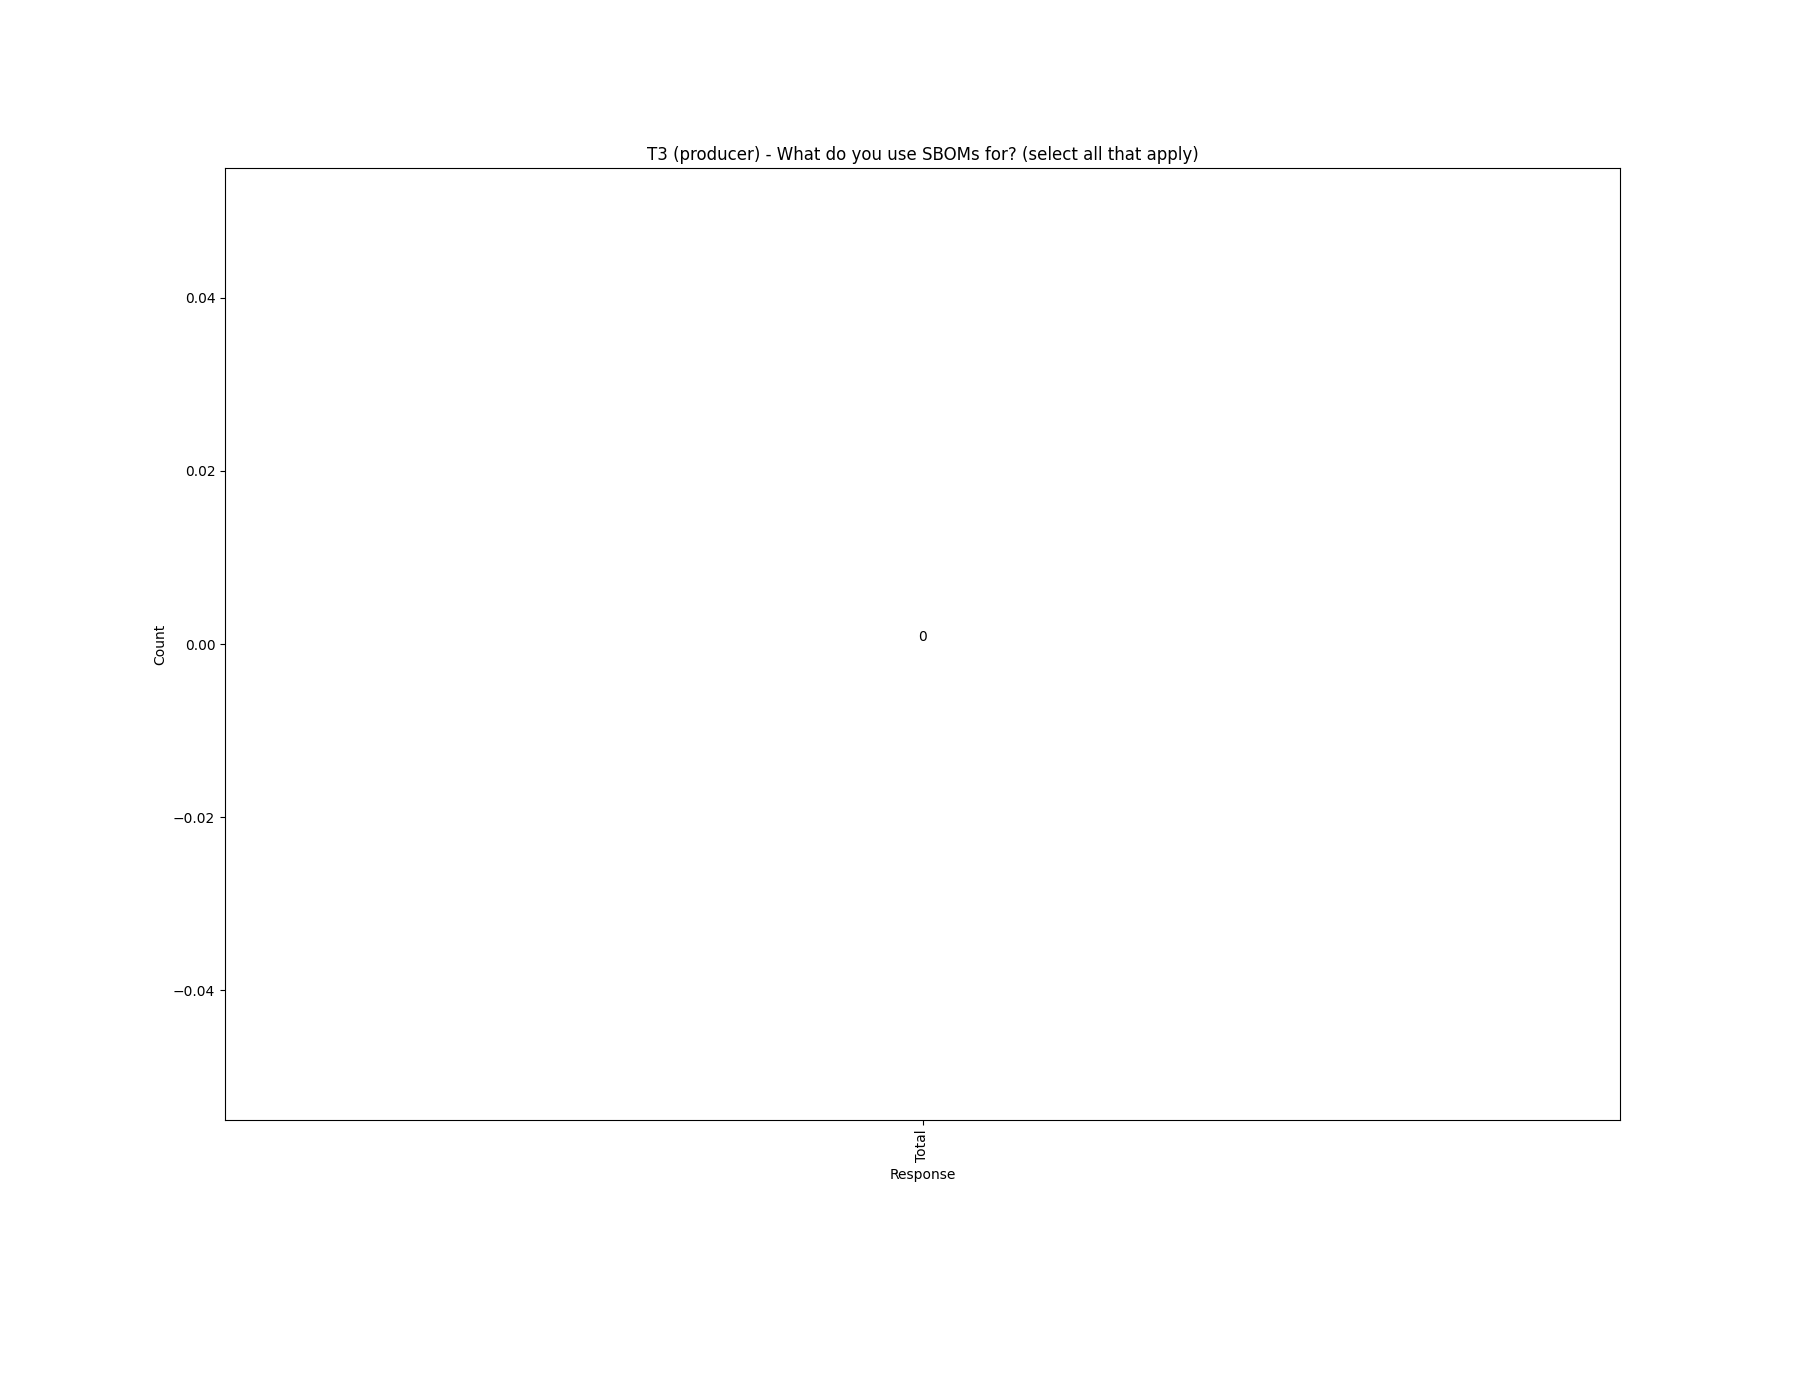 T3 (producer) - What do you use SBOMs for? (select all that apply)
0.04
0.02
0.00
−0.02
−0.04
Count
0
Total
Response